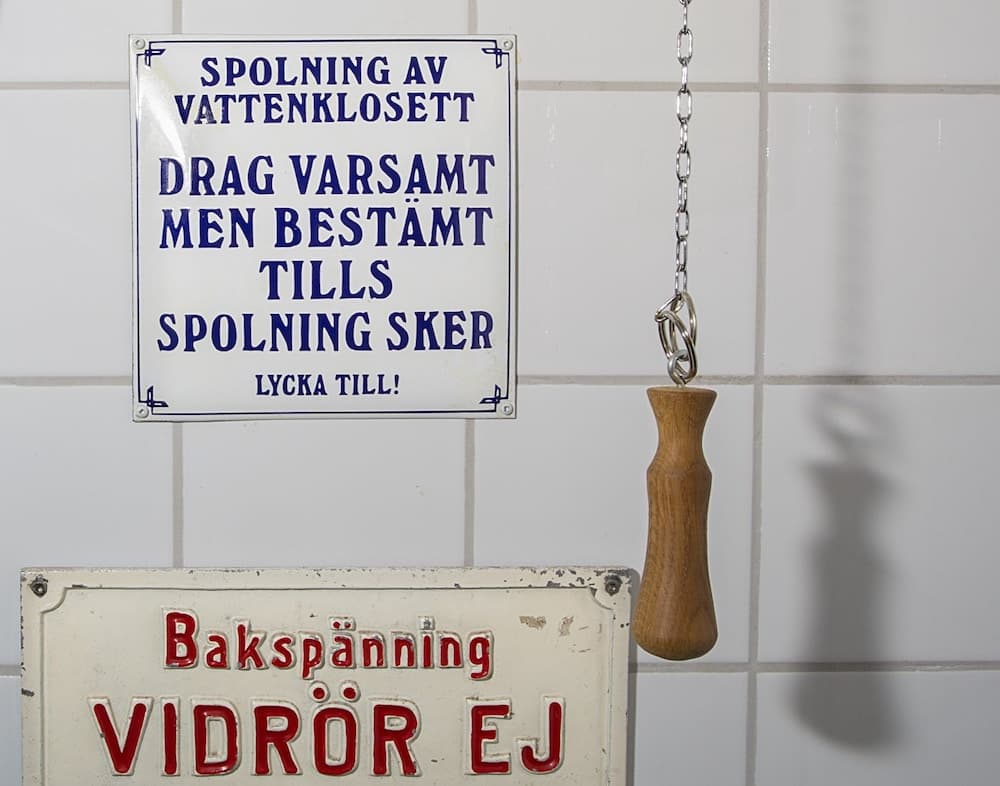 SPOLNING AV
VATTENKLOSETT
DRAG VARSAMT
MEN BESTÄMT
TILLS
SPOLNING SKER
LYCKA TILL!
Bakspänning
VIDRÖR EJ